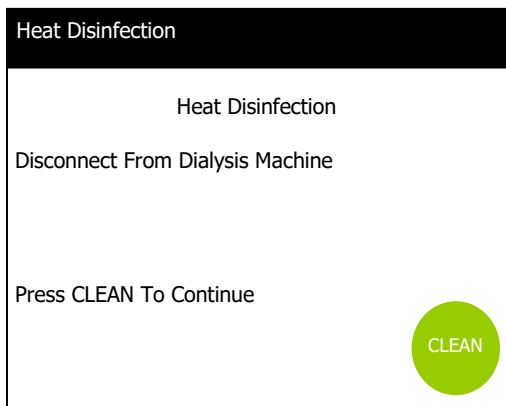 Heat Disinfection
Heat Disinfection
Disconnect From Dialysis Machine
Press CLEAN To Continue
CLEAN